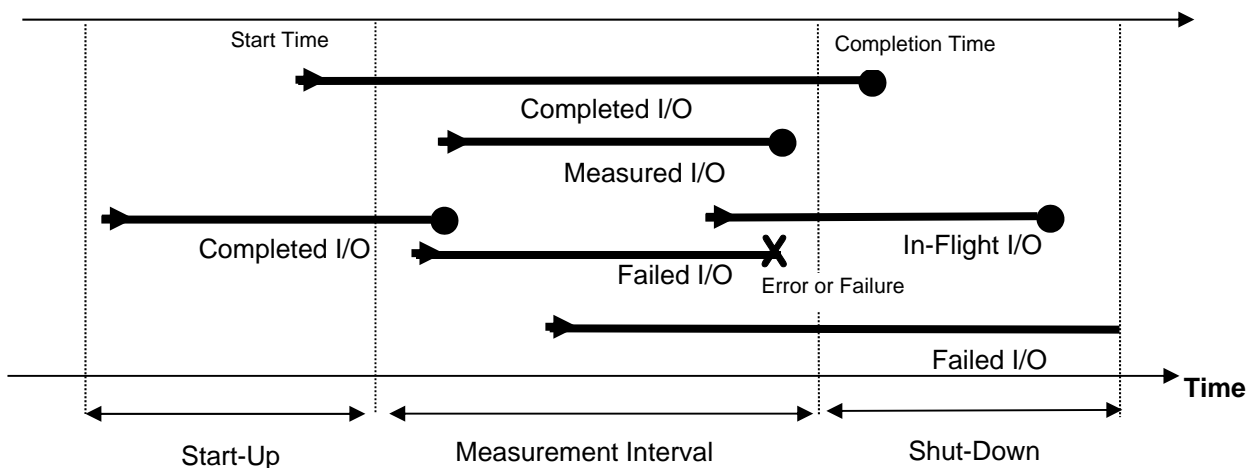 Start Time
Completion Time
Completed I/O
Measured I/O
Completed I/O
In-Flight I/O
Failed I/O
Error or Failure
Failed I/O
Time
Start-Up
Measurement Interval
Shut-Down